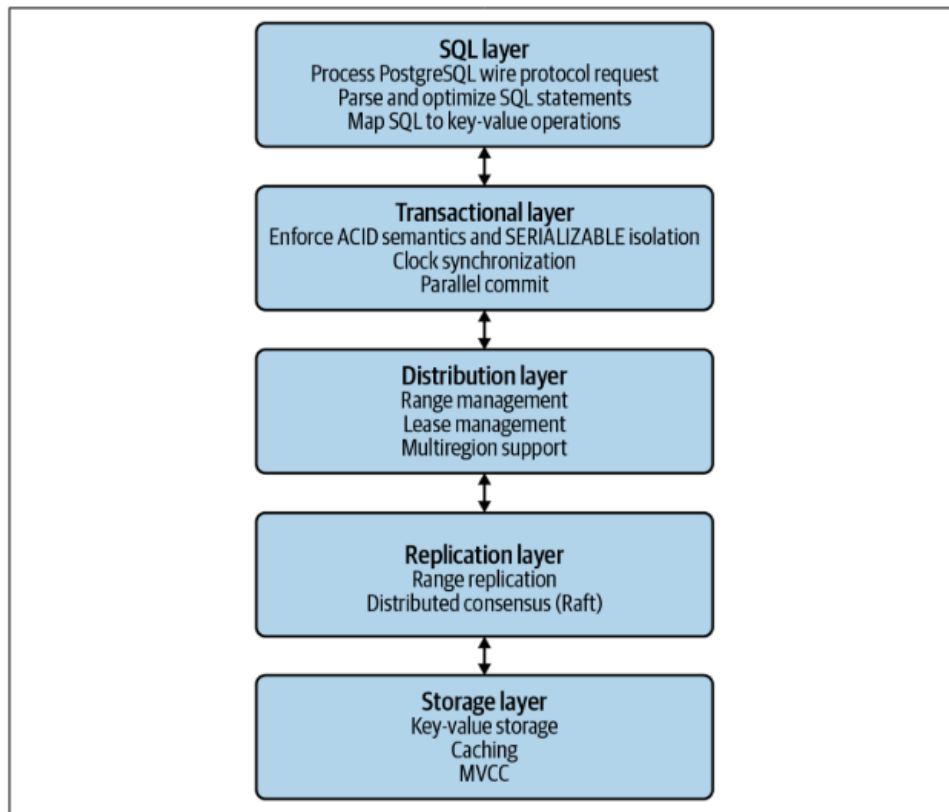 SQL layer
Process PostgreSQL wire protocol request
Parse and optimize SQL statements
Map SQL to key-value operations
Transactional layer
Enforce ACID semantics and SERIALIZABLE isolation
Clock synchronization
Parallel commit
Distribution layer
Range management
Lease management
Multiregion support
Replication layer
Range replication
Distributed consensus (Raft)
Storage layer
Key-value storage
Caching
MVCC